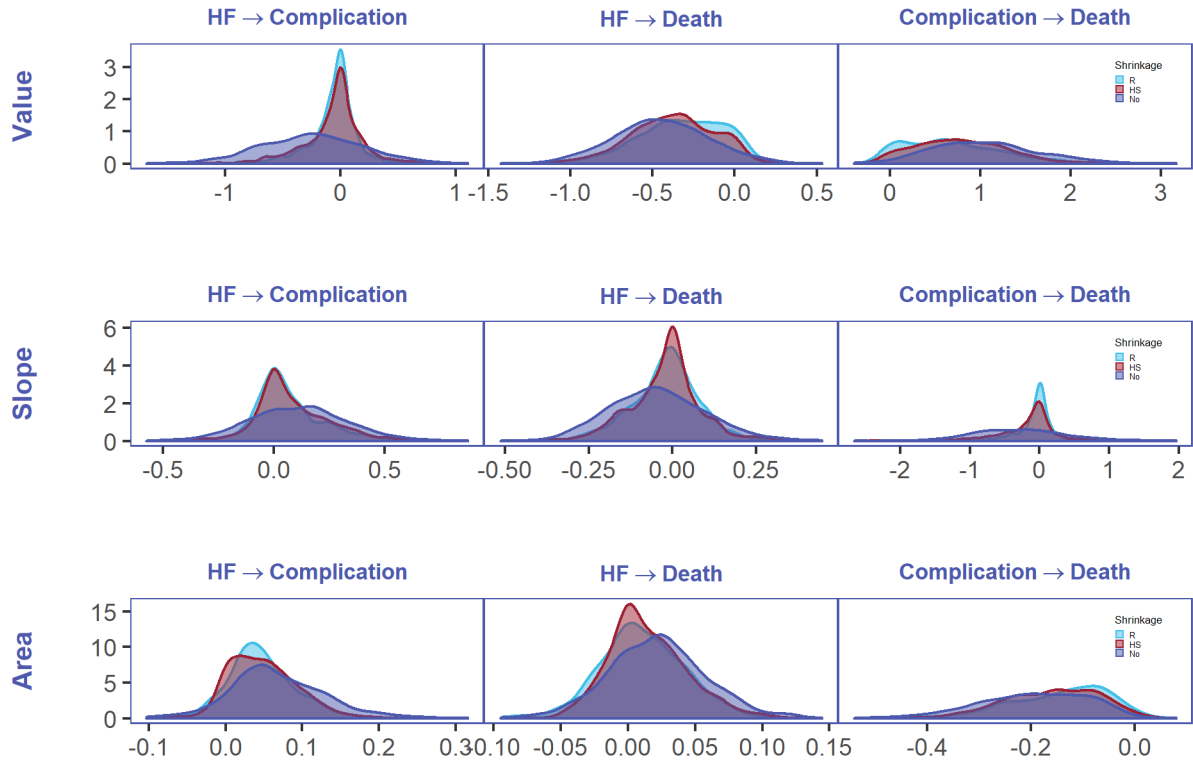 HF → Complication HF → Death Complication → Death
Value
3
2
1
0
Shrinkage
R
HS
No
-1 0 1 -1.5 -1.0 -0.5 0.0 0.5 0 1 2 3
HF → Complication HF → Death Complication → Death
Slope
6
4
2
0
Shrinkage
R
HS
No
-0.5 0.0 0.5 -0.50 -0.25 0.00 0.25 -2 -1 0 1 2
HF → Complication HF → Death Complication → Death
Area
15
10
5
0
Shrinkage
R
HS
No
-0.1 0.0 0.1 0.2 0.3 -0.10 -0.05 0.00 0.05 0.10 0.15 -0.4 -0.2 0.0